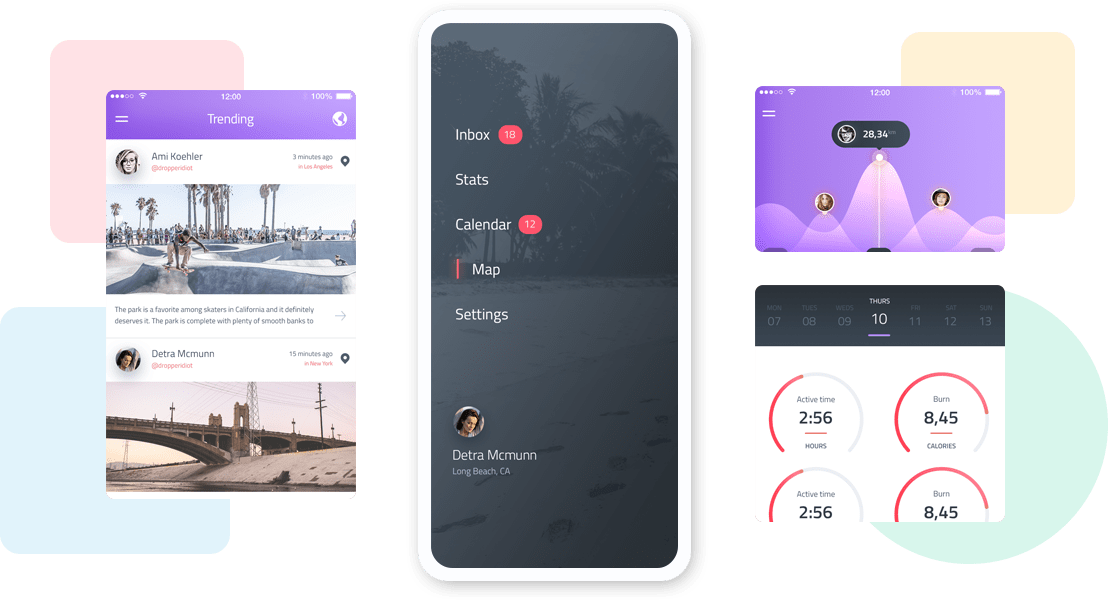 12:00
100%
Trending
Ami Koehler
3 minutes ago
@dropperidiot
in Los Angeles
The park is a favorite among skaters in California and it definitely
deserves it. The park is complete with plenty of smooth banks to
Detra Mcmunn
15 minutes ago
@dropperidiot
in New York
Inbox 18
Stats
Calendar 12
Map
Settings
Detra Mcmunn
Long Beach, CA
12:00
100%
28,34 km
THURS
MON TUES WEDS FRI SAT SUN
07 08 09 10 11 12 13
Active time
2:56
HOURS
Burn
8,45
CALORIES
Active time
2:56
Burn
8,45